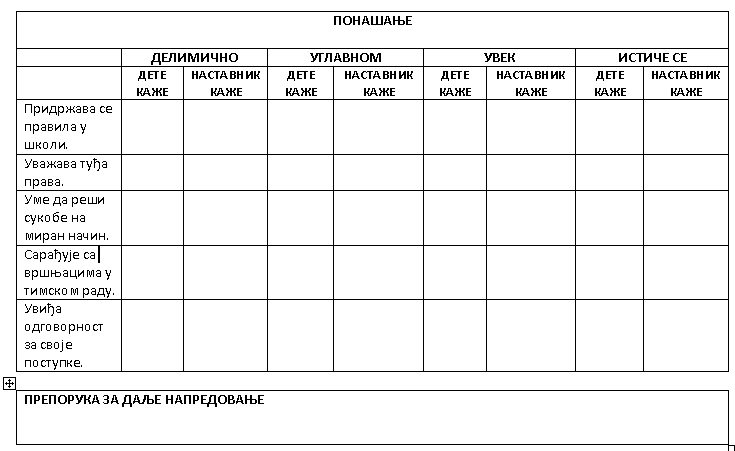 ПОНАШАЊЕ
ДЕЛИМИЧНО УГЛАВНОМ УВЕК ИСТИЧЕ СЕ
ДЕТЕ КАЖЕ НАСТАВНИК КАЖЕ ДЕТЕ КАЖЕ НАСТАВНИК КАЖЕ ДЕТЕ КАЖЕ НАСТАВНИК КАЖЕ ДЕТЕ КАЖЕ НАСТАВНИК КАЖЕ
Придржава се
правила у
школи.
Уважава туђа
права.
Уме да реши
сукобе на
миран начин.
Сарађује са
вршњацима у
тимском раду.
Увиђа
одговорност
за своје
поступке.
ПРЕПОРУКА ЗА ДАЉЕ НАПРЕДОВАЊЕ